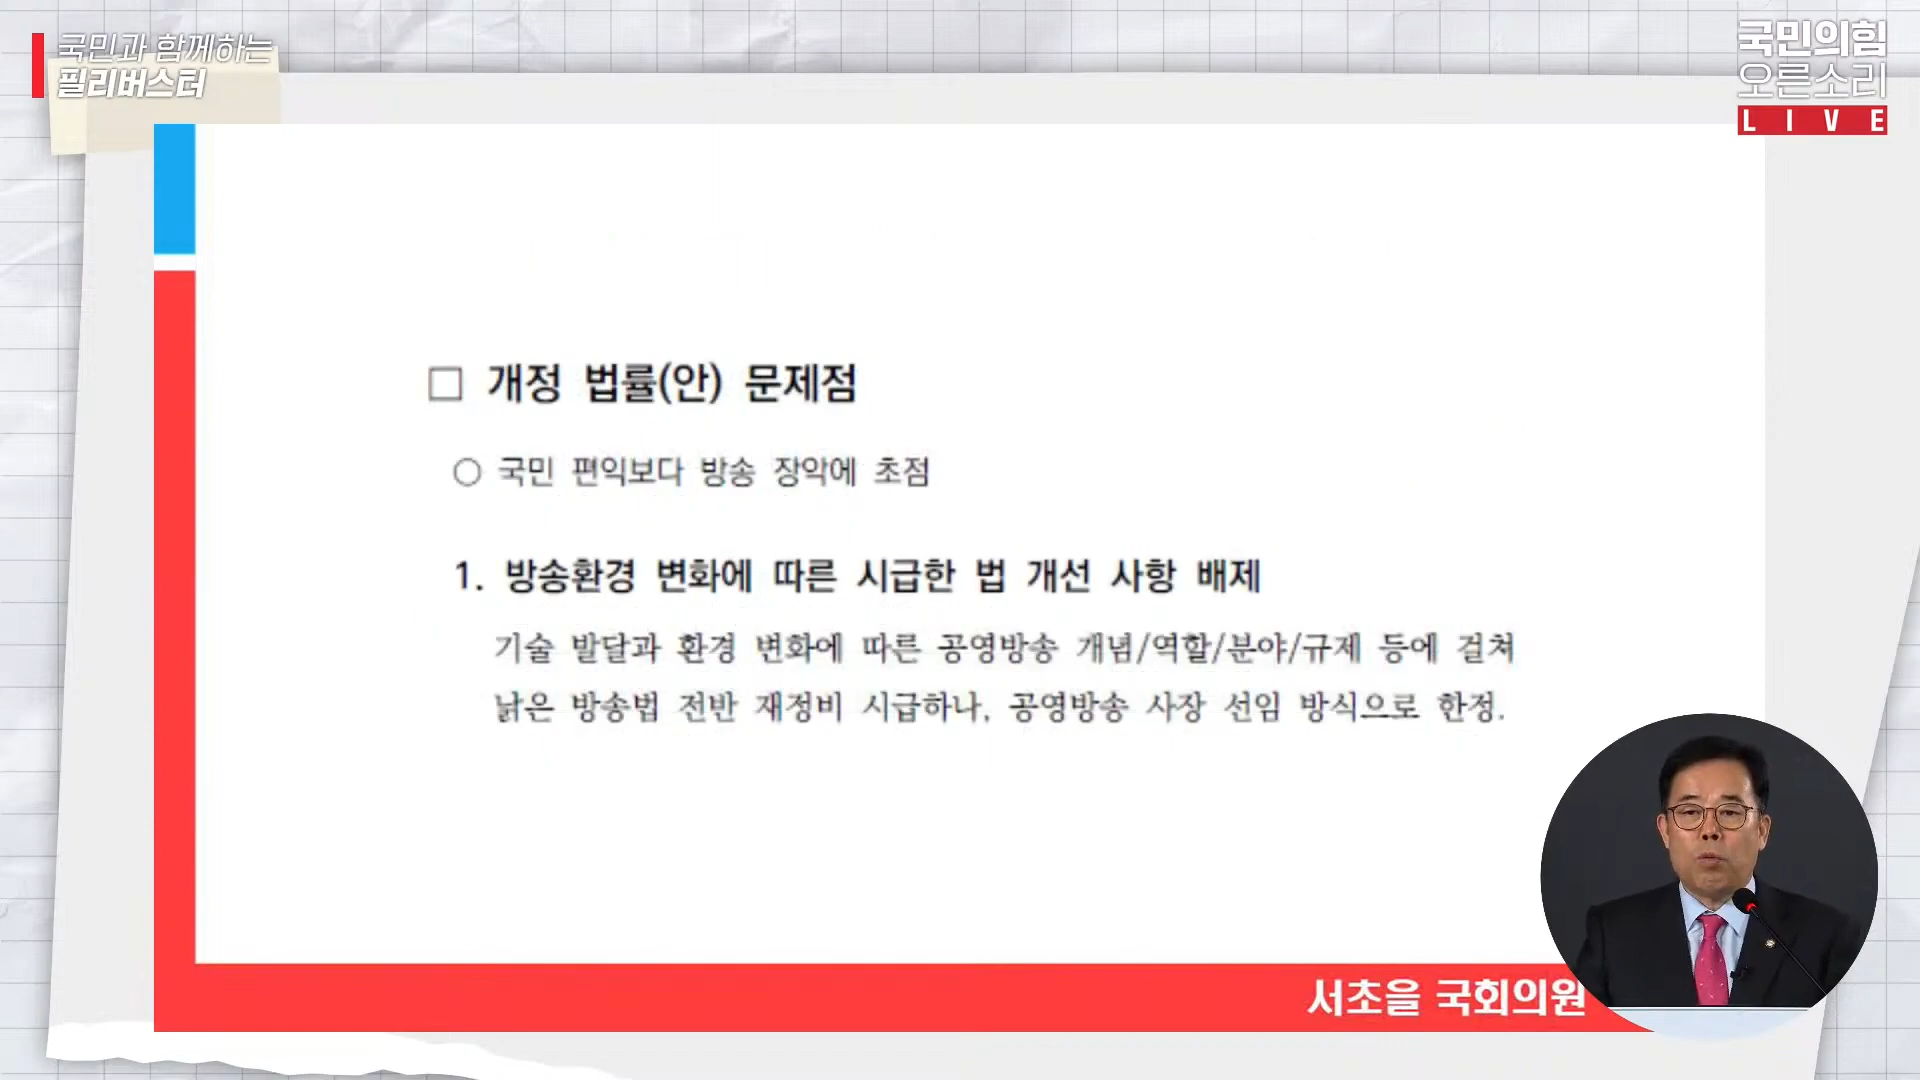 국민과 함께하는
필리버스터
국민의힘
오른소리
LIVE
□ 개정 법률(안) 문제점
○ 국민 편익보다 방송 장악에 초점
1. 방송환경 변화에 따른 시급한 법 개선 사항 배제
기술 발달과 환경 변화에 따른 공영방송 개념/역할/분야/규제 등에 걸쳐
낡은 방송법 전반 재정비 시급하나, 공영방송 사장 선임 방식으로 한정.
서초을 국회의원